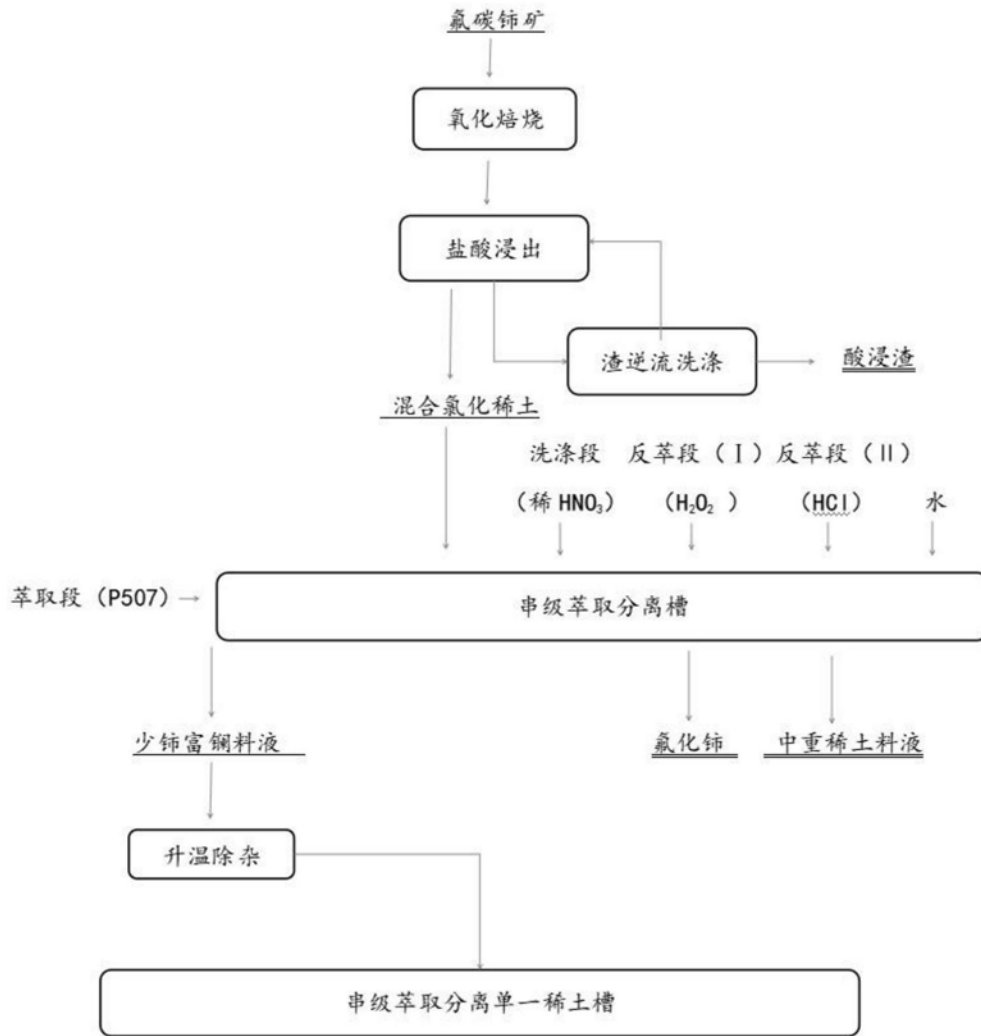 氟碳铈矿
氧化焙烧
盐酸浸出
渣逆流洗涤
酸浸渣
混合氯化稀土
洗涤段 反萃段(Ⅰ)反萃段(Ⅱ)
(稀 HNO₃) (H₂O₂ ) (HCl) 水
萃取段(P507)
串级萃取分离槽
少铈富镧料液
氟化铈
中重稀土料液
升温除杂
串级萃取分离单一稀土槽